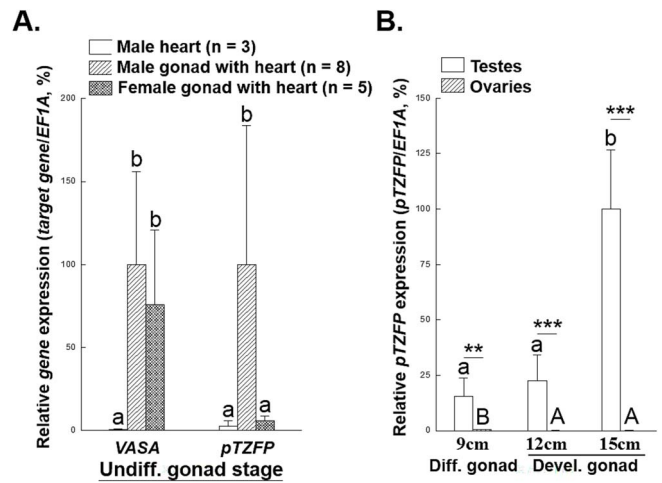 A.
Male heart (n = 3)
Male gonad with heart (n = 8)
Female gonad with heart (n = 5)
Relative gene expression (target gene/EF1A, %)
200
150
100
50
0
a
b
b
a
b
a
VASA
pTZFP
Undiff. gonad stage
B.
Testes
Ovaries
Relative pTZFP expression (pTZFP/EF1A, %)
150
125
100
75
50
25
0
***
b
***
a
**
a
B
A
A
9cm
12cm
15cm
Diff. gonad
Devel. gonad